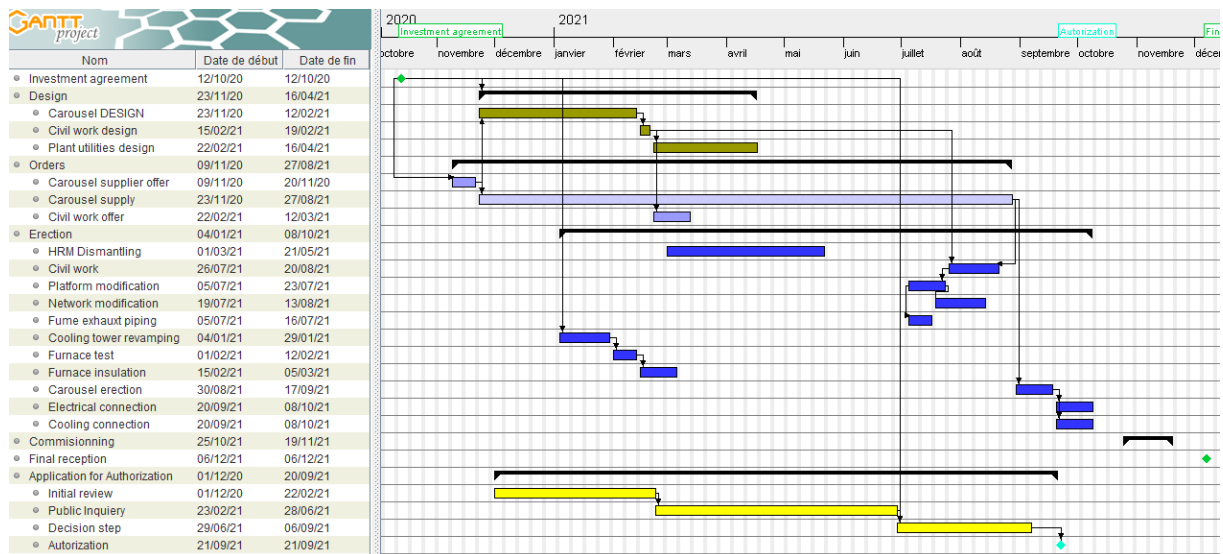 GANTT
project
2020
2021
Investment agreement
Autorization
Fin
octobre novembre décembre janvier février mars avril mai juin juillet août septembre octobre novembre déce
Nom Date de début Date de fin
Investment agreement 12/10/20 12/10/20
Design 23/11/20 16/04/21
Carousel DESIGN 23/11/20 12/02/21
Civil work design 15/02/21 19/02/21
Plant utilities design 22/02/21 16/04/21
Orders 09/11/20 27/08/21
Carousel supplier offer 09/11/20 20/11/20
Carousel supply 23/11/20 27/08/21
Civil work offer 22/02/21 12/03/21
Erection 04/01/21 08/10/21
HRM Dismantling 01/03/21 21/05/21
Civil work 26/07/21 20/08/21
Platform modification 05/07/21 23/07/21
Network modification 19/07/21 13/08/21
Fume exhauxt piping 05/07/21 16/07/21
Cooling tower revamping 04/01/21 29/01/21
Furnace test 01/02/21 12/02/21
Furnace insulation 15/02/21 05/03/21
Carousel erection 30/08/21 17/09/21
Electrical connection 20/09/21 08/10/21
Cooling connection 20/09/21 08/10/21
Commisionning 25/10/21 19/11/21
Final reception 06/12/21 06/12/21
Application for Authorization 01/12/20 20/09/21
Initial review 01/12/20 22/02/21
Public Inquiery 23/02/21 28/06/21
Decision step 29/06/21 06/09/21
Autorization 21/09/21 21/09/21